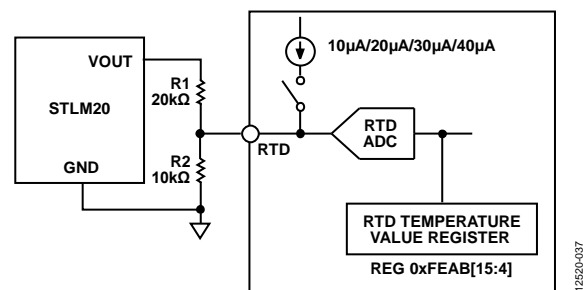 10µA/20µA/30µA/40µA
VOUT
R1
20kΩ
STLM20
RTD
ADC
RTD
R2
10kΩ
GND
RTD TEMPERATURE
VALUE REGISTER
REG 0xFEAB[15:4]
12520-037